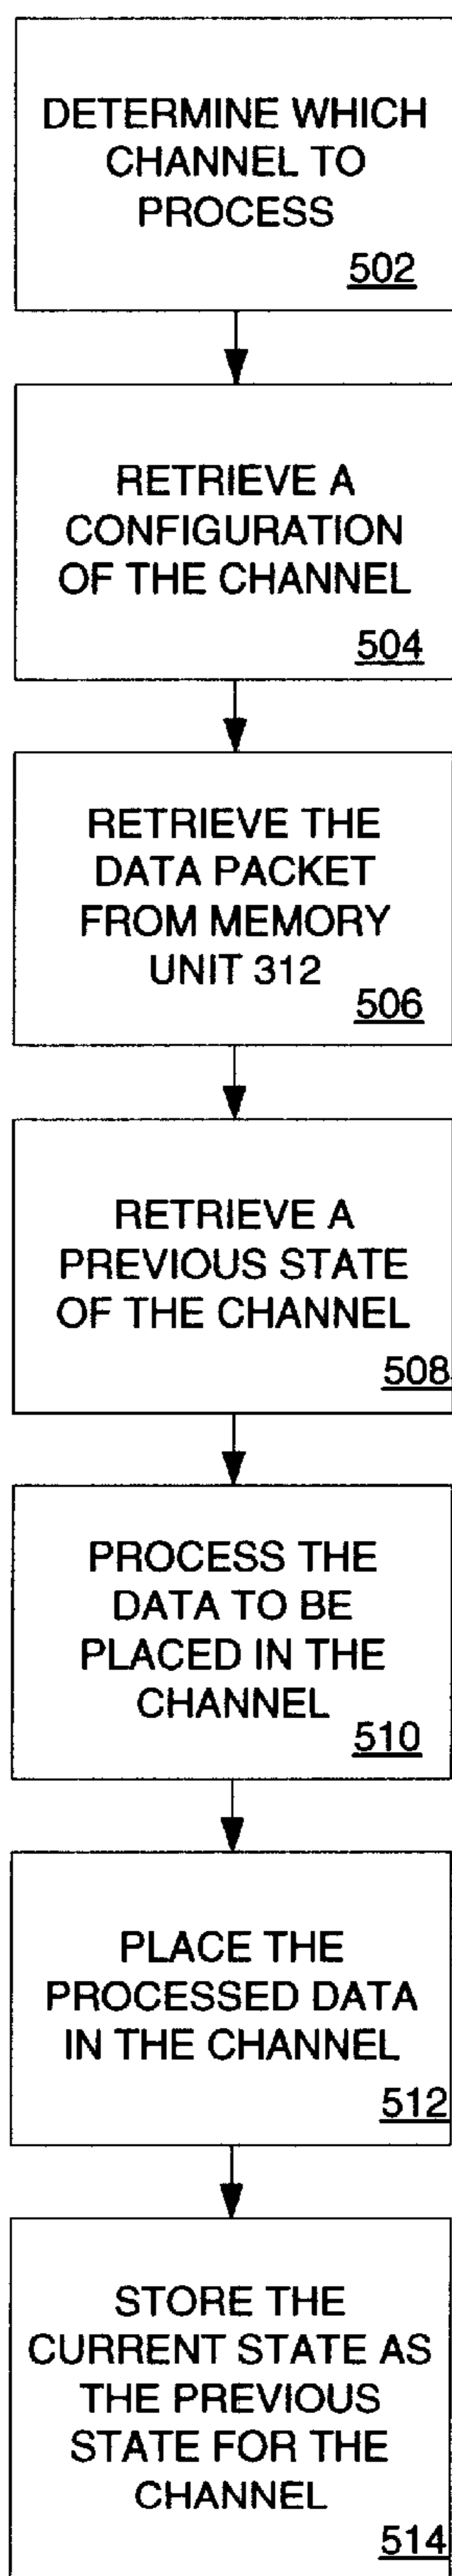 DETERMINE WHICH
CHANNEL TO
PROCESS
502
RETRIEVE A
CONFIGURATION
OF THE CHANNEL
504
RETRIEVE THE
DATA PACKET
FROM MEMORY
UNIT 312
506
RETRIEVE A
PREVIOUS STATE
OF THE CHANNEL
508
PROCESS THE
DATA TO BE
PLACED IN THE
CHANNEL
510
PLACE THE
PROCESSED DATA
IN THE CHANNEL
512
STORE THE
CURRENT STATE AS
THE PREVIOUS
STATE FOR THE
CHANNEL
514